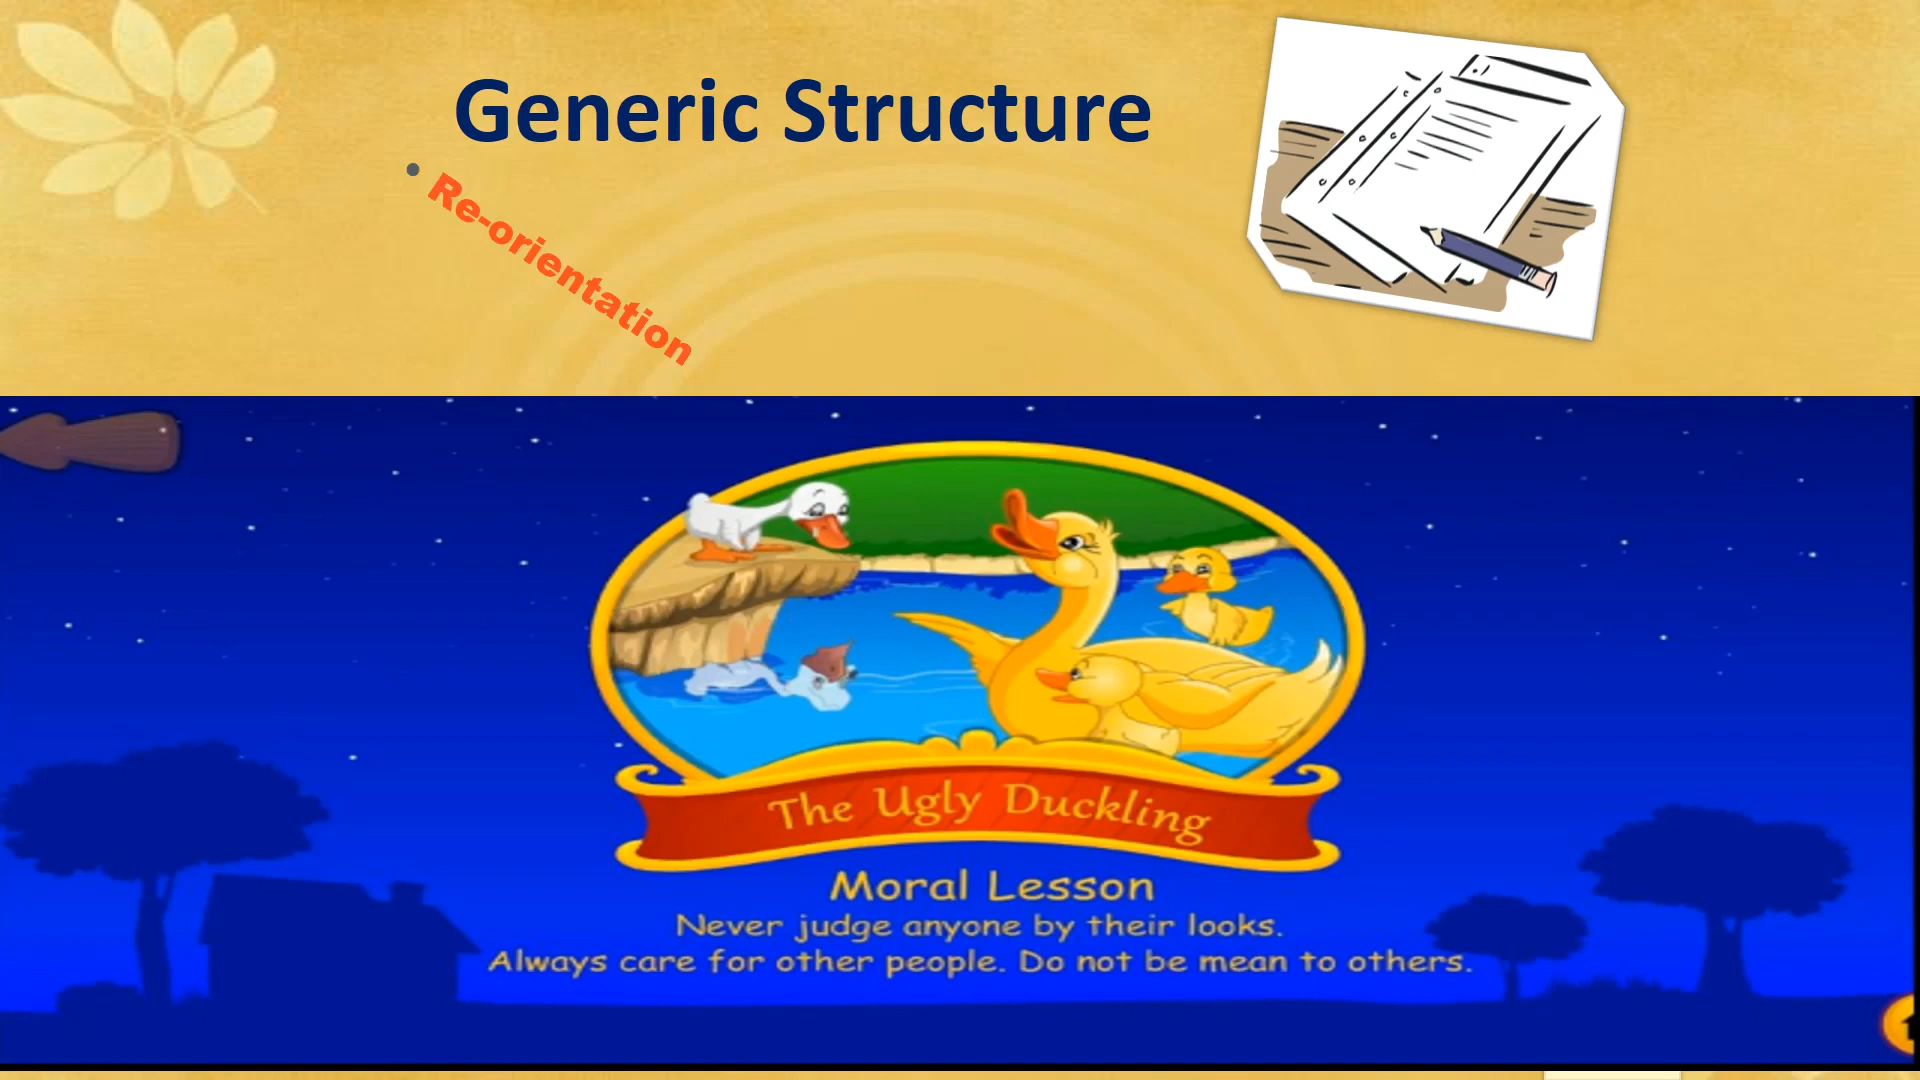 Generic Structure
• Re-orientation
The Ugly Duckling
Moral Lesson
Never judge anyone by their looks.
Always care for other people. Do not be mean to others.